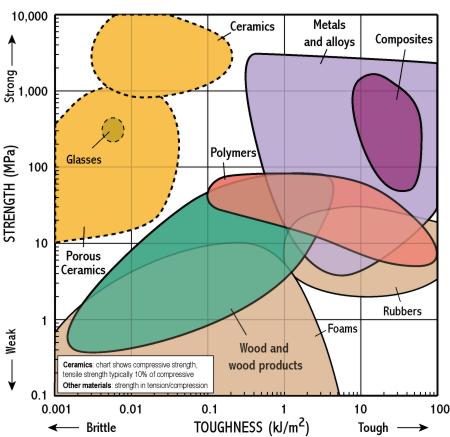 10,000
1,000
100
10
1
0.1
Strong
STRENGTH (MPa)
Weak
Ceramics
Metals
and alloys
Composites
Glasses
Polymers
Porous
Ceramics
Rubbers
Foams
Wood and
wood products
Ceramics: chart shows compressive strength,
tensile strength typically 10% of compressive
Other materials: strength in tension/compression
0.001 0.01 0.1 1 10 100
Brittle TOUGHNESS (kJ/m²) Tough